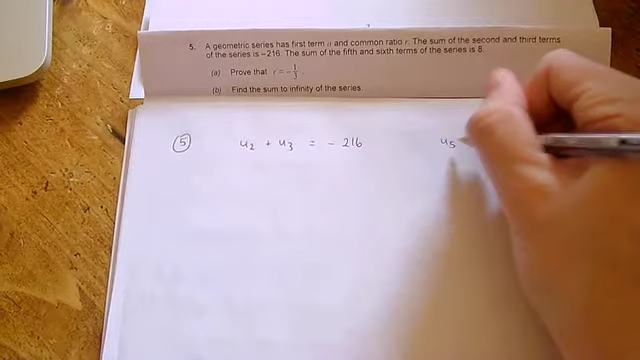 5. A geometric series has first term a and common ratio r. The sum of the second and third terms
of the series is −216. The sum of the fifth and sixth terms of the series is 8.
(a) Prove that r = −1/3.
(b) Find the sum to infinity of the series.
5 u₂ + u₃ = − 216 u₅